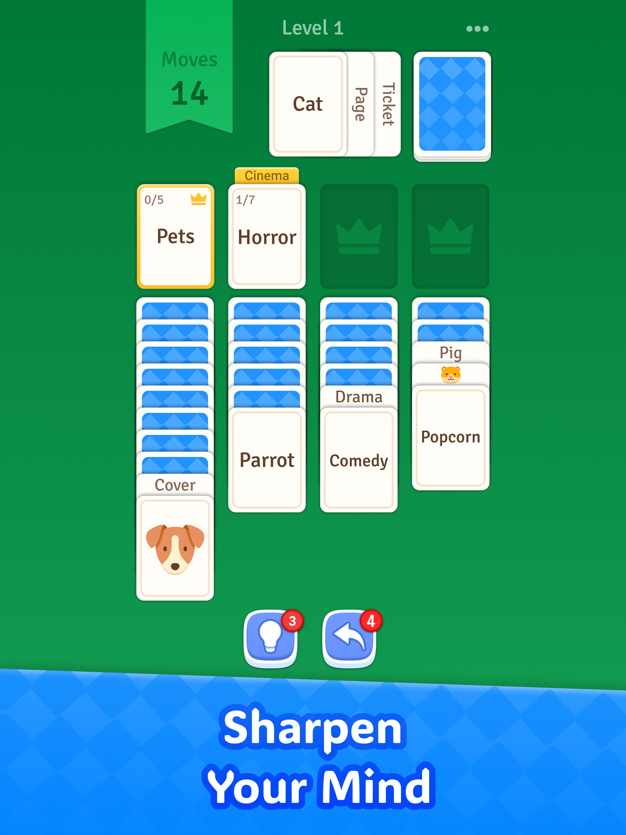 Level 1
Moves
14
Cat
Page
Ticket
Cinema
0/5
Pets
1/7
Horror
Pig
Drama
Popcorn
Parrot
Comedy
Cover
3
4
Sharpen
Your Mind